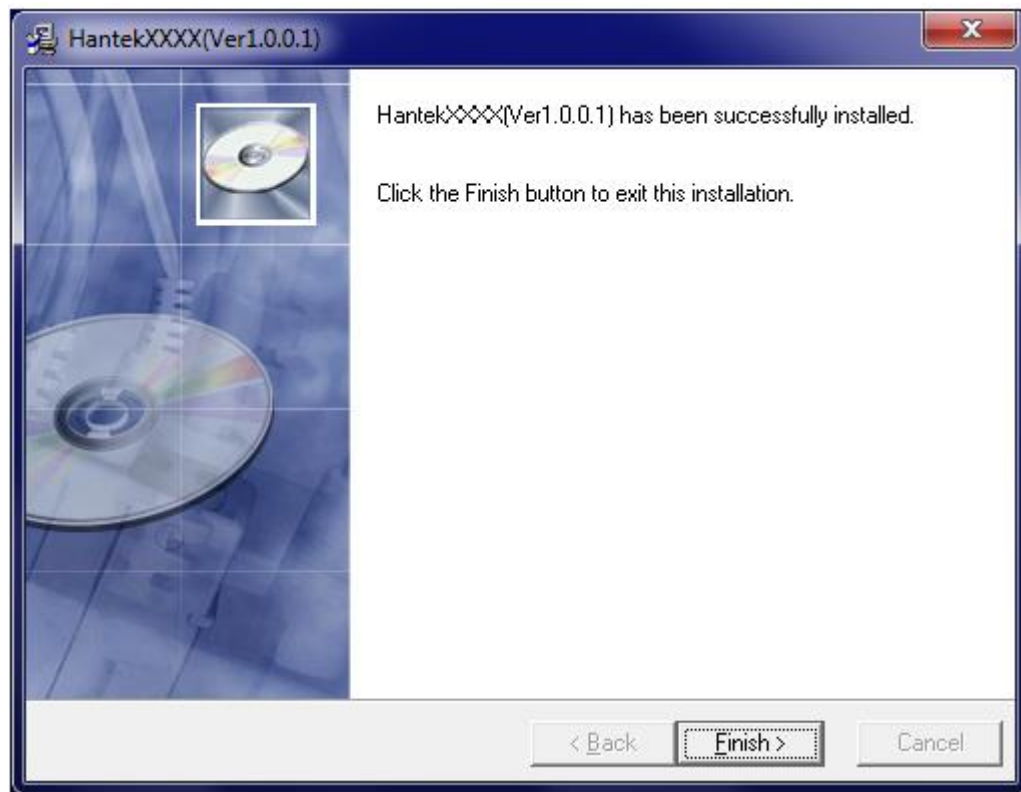 HantekXXXX(Ver1.0.0.1)
HantekXXXX(Ver1.0.0.1) has been successfully installed.
Click the Finish button to exit this installation.
< Back Finish > Cancel